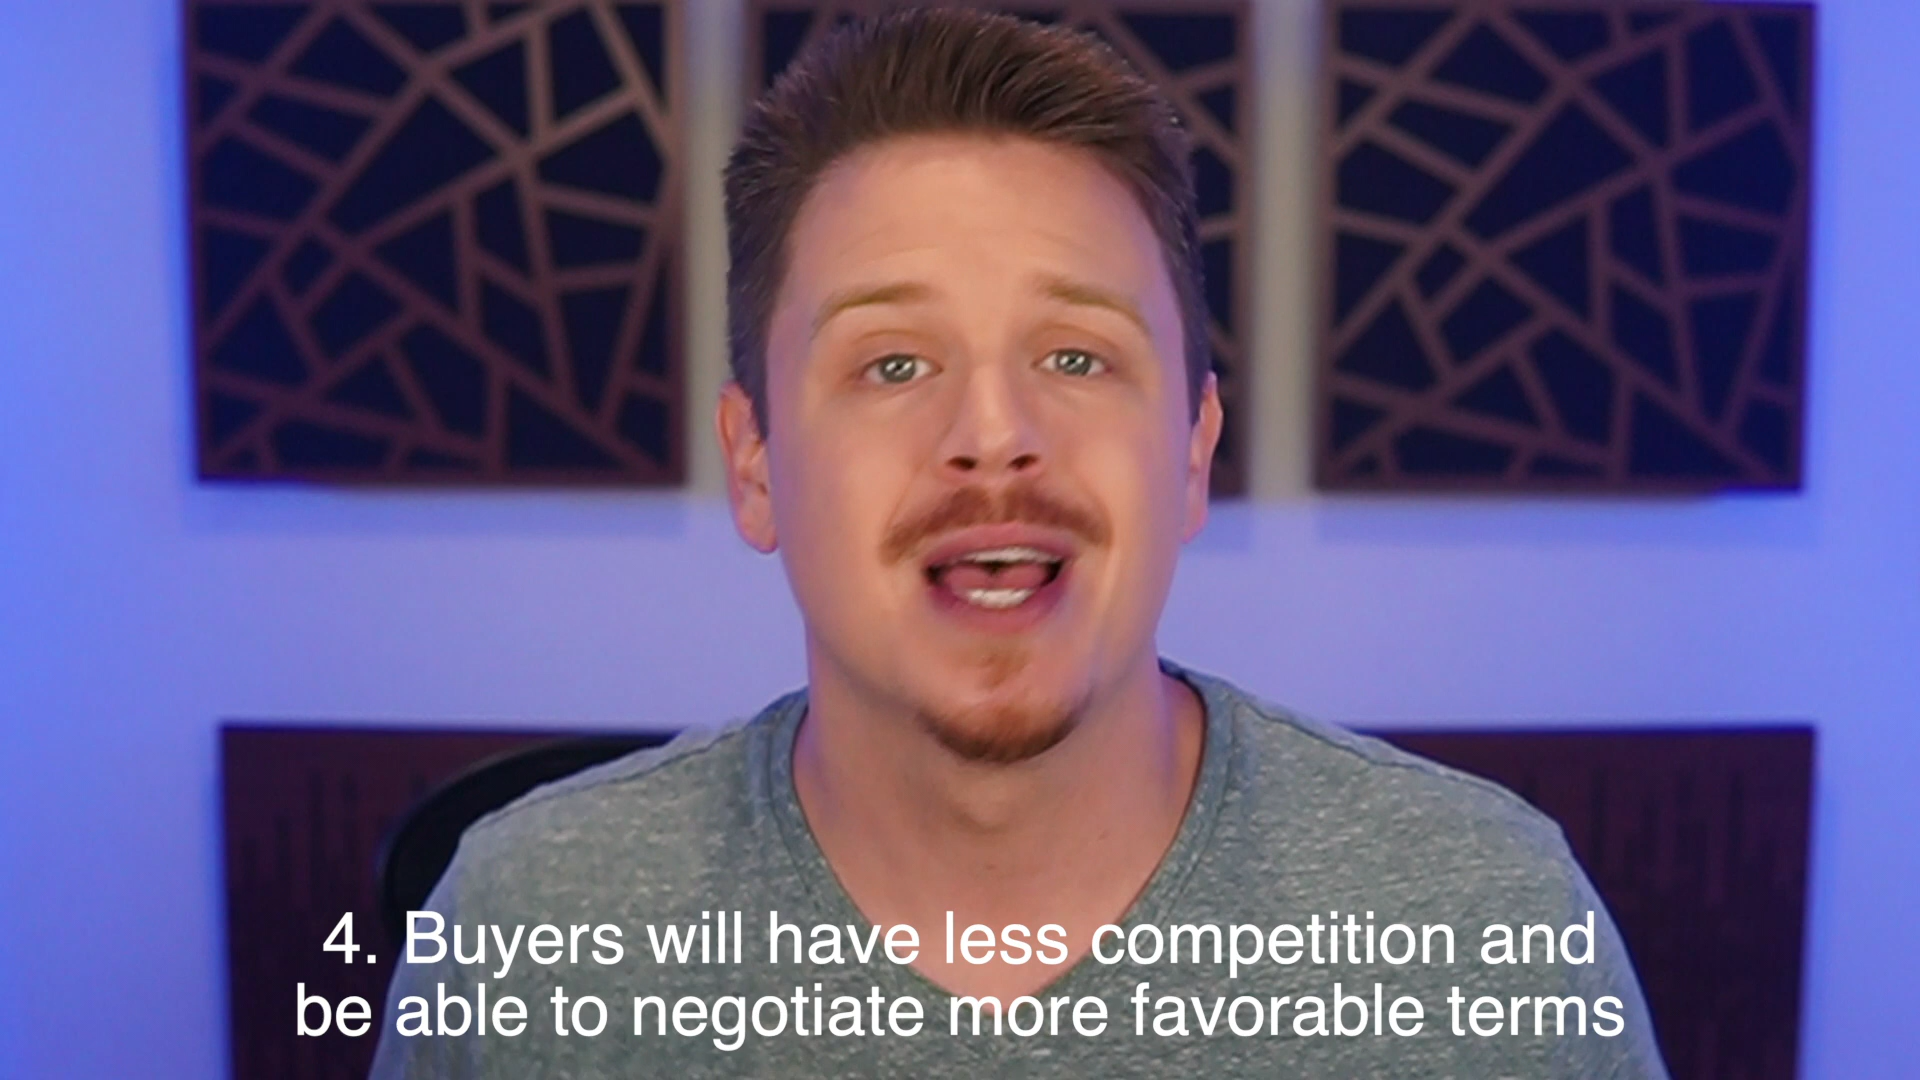 4. Buyers will have less competition and
be able to negotiate more favorable terms